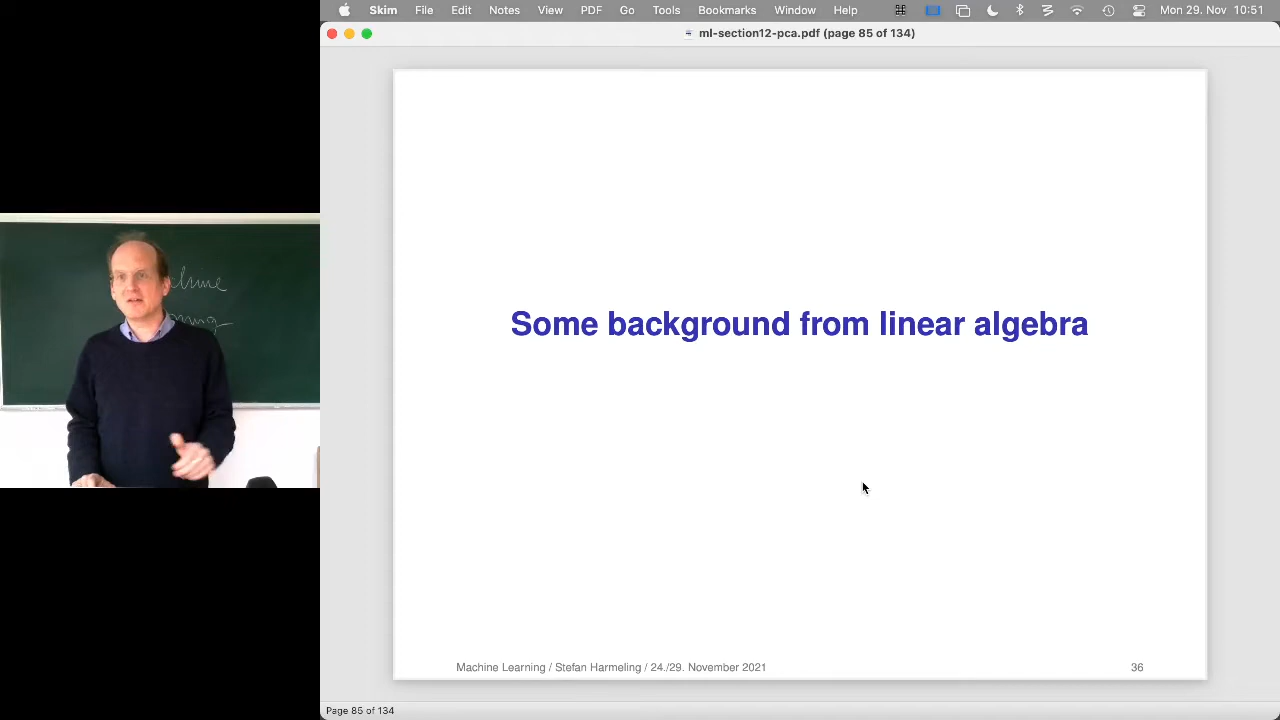 Skim File Edit Notes View PDF Go Tools Bookmarks Window Help Mon 29. Nov 10:51
ml-section12-pca.pdf (page 85 of 134)
Some background from linear algebra
Machine Learning / Stefan Harmeling / 24./29. November 2021 36
Page 85 of 134